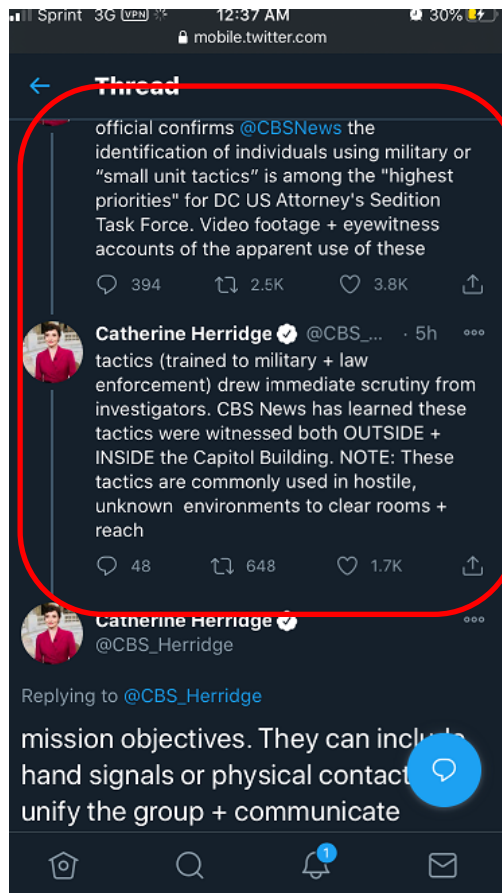 Sprint 3G VPN 12:37 AM 30%
mobile.twitter.com
Thread
official confirms @CBSNews the
identification of individuals using military or
“small unit tactics” is among the "highest
priorities" for DC US Attorney's Sedition
Task Force. Video footage + eyewitness
accounts of the apparent use of these
394 2.5K 3.8K
Catherine Herridge @CBS_... · 5h
tactics (trained to military + law
enforcement) drew immediate scrutiny from
investigators. CBS News has learned these
tactics were witnessed both OUTSIDE +
INSIDE the Capitol Building. NOTE: These
tactics are commonly used in hostile,
unknown environments to clear rooms +
reach
48 648 1.7K
Catherine Herridge
@CBS_Herridge
Replying to @CBS_Herridge
mission objectives. They can include
hand signals or physical contact
unify the group + communicate
1